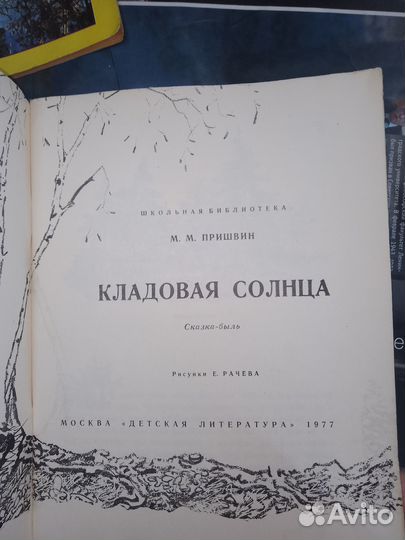 ШКОЛЬНАЯ БИБЛИОТЕКА
М. М. ПРИШВИН
КЛАДОВАЯ СОЛНЦА
Сказка-быль
Рисунки Е. РАЧЕВА
МОСКВА «ДЕТСКАЯ ЛИТЕРАТУРА» 1977
Avito